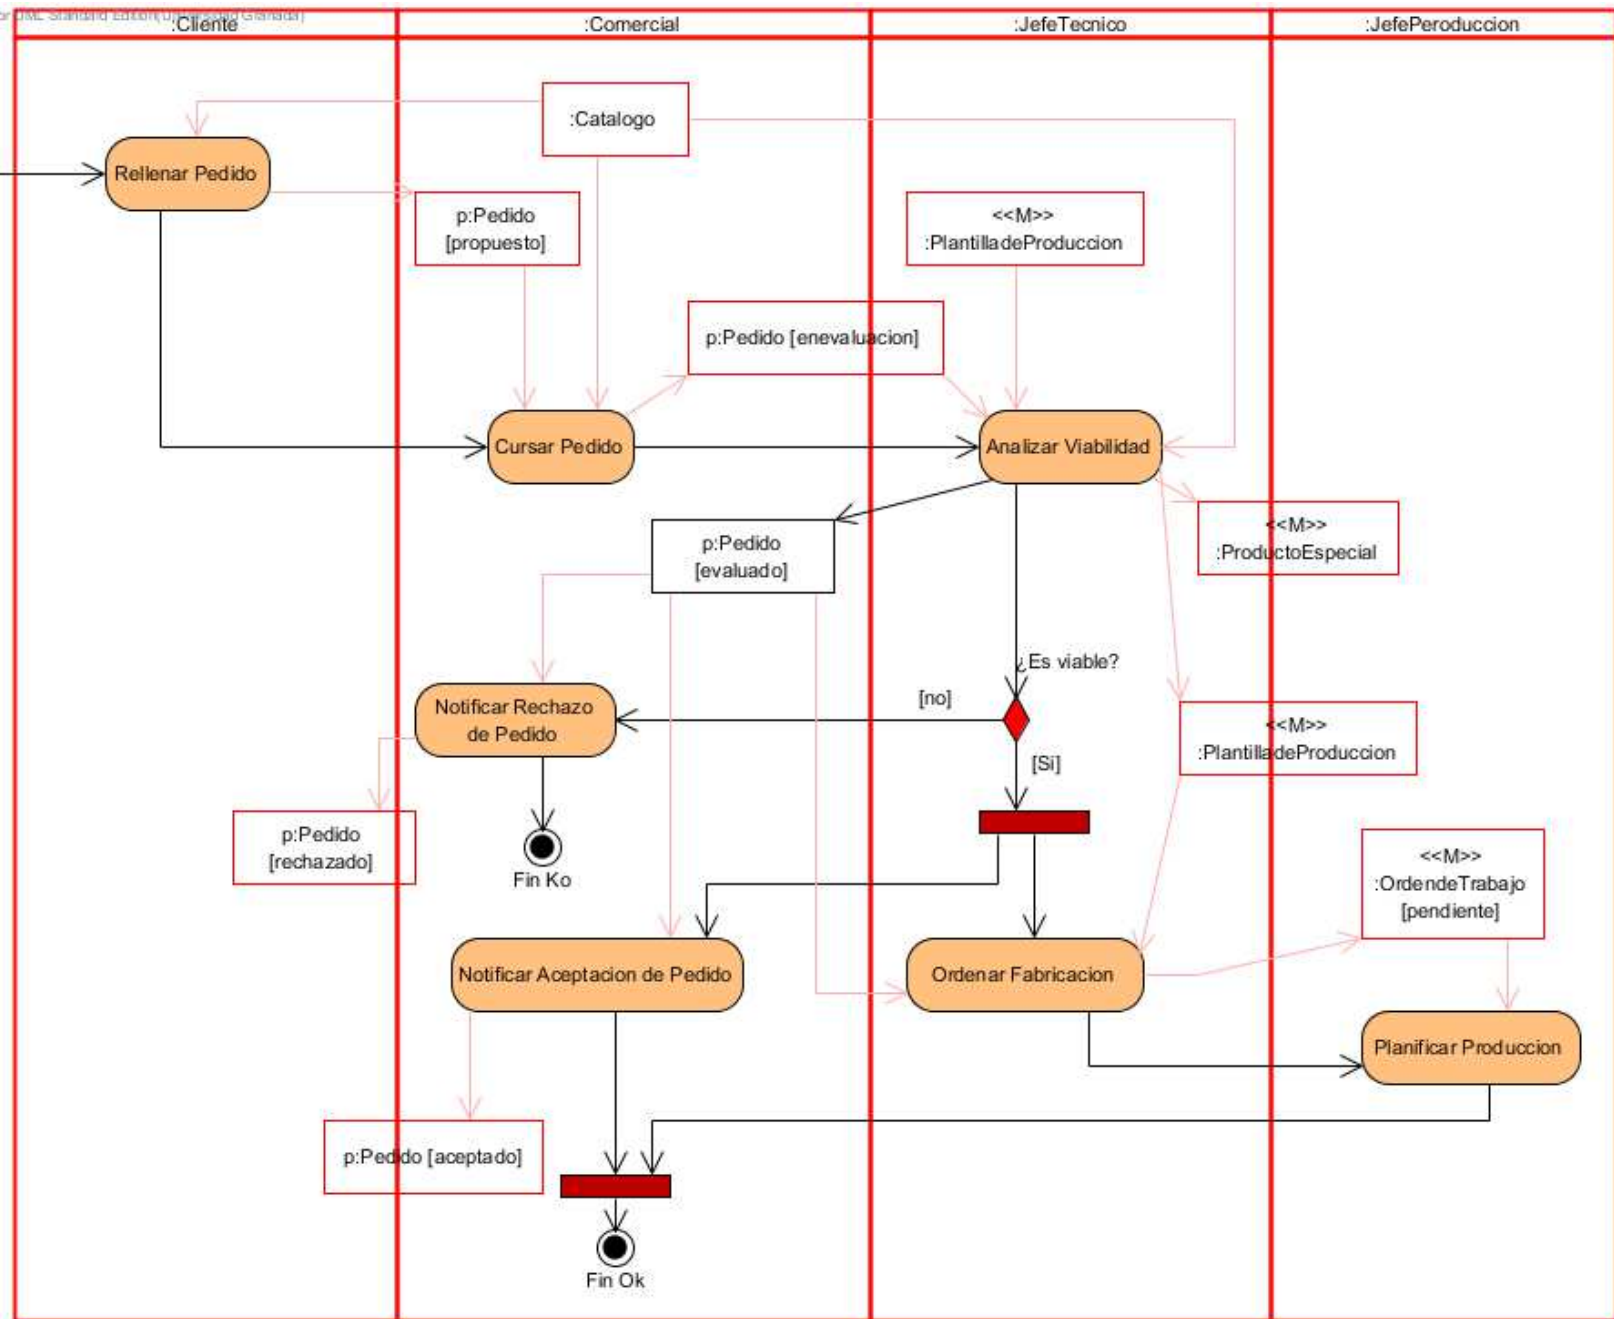 :Cliente
:Comercial
:JefeTecnico
:JefePeroduccion
:Catalogo
Rellenar Pedido
p:Pedido
[propuesto]
<<M>>
:PlantilladeProduccion
p:Pedido [enevaluacion]
Cursar Pedido
Analizar Viabilidad
p:Pedido
[evaluado]
<<M>>
:ProductoEspecial
¿Es viable?
[no]
Notificar Rechazo
de Pedido
<<M>>
:PlantilladeProduccion
[Si]
p:Pedido
[rechazado]
Fin Ko
<<M>>
:OrdendeTrabajo
[pendiente]
Notificar Aceptacion de Pedido
Ordenar Fabricacion
Planificar Produccion
p:Pedido [aceptado]
Fin Ok